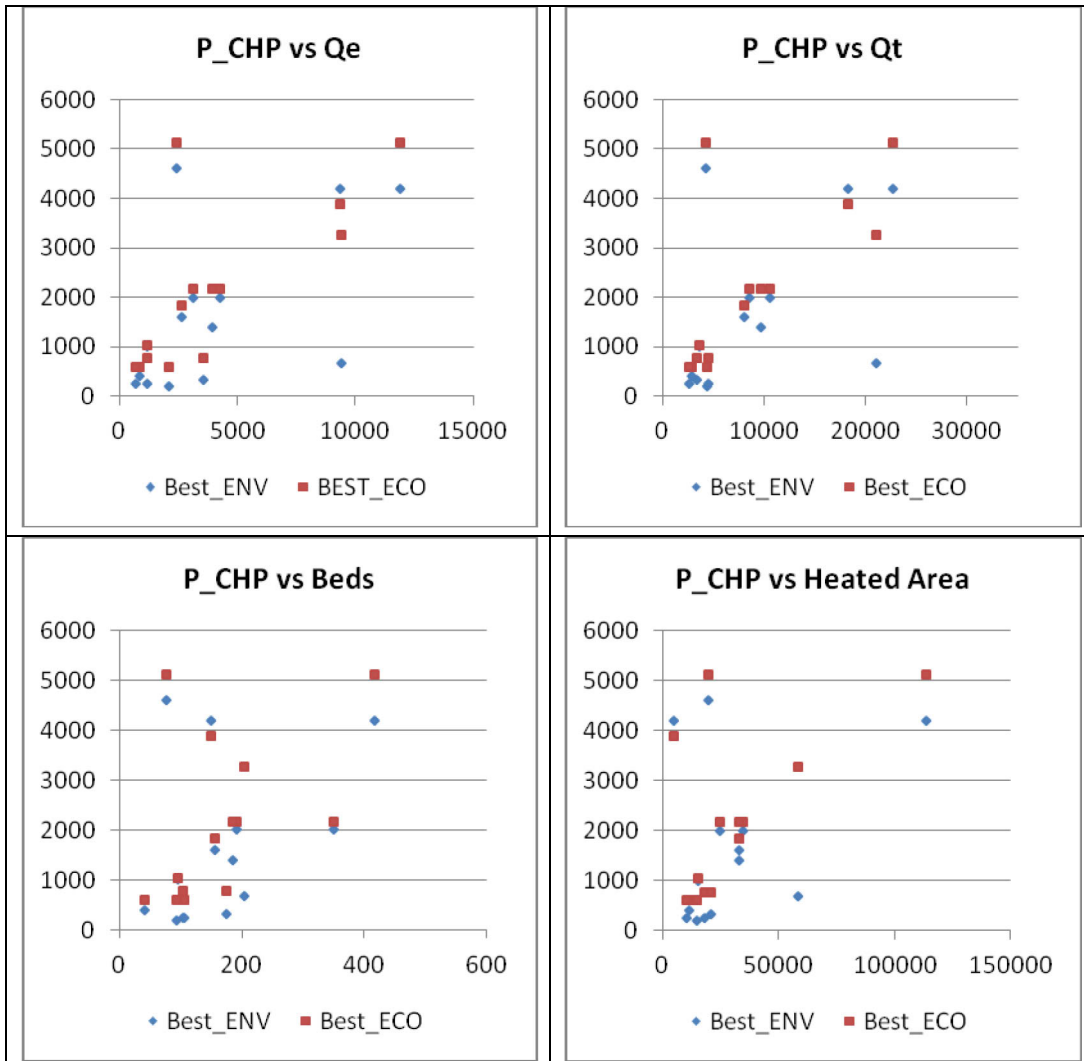 P_CHP vs Qe
6000
5000
4000
3000
2000
1000
0
0 5000 10000 15000
Best_ENV BEST_ECO
P_CHP vs Qt
6000
5000
4000
3000
2000
1000
0
0 10000 20000 30000
Best_ENV Best_ECO
P_CHP vs Beds
6000
5000
4000
3000
2000
1000
0
0 200 400 600
Best_ENV Best_ECO
P_CHP vs Heated Area
6000
5000
4000
3000
2000
1000
0
0 50000 100000 150000
Best_ENV Best_ECO